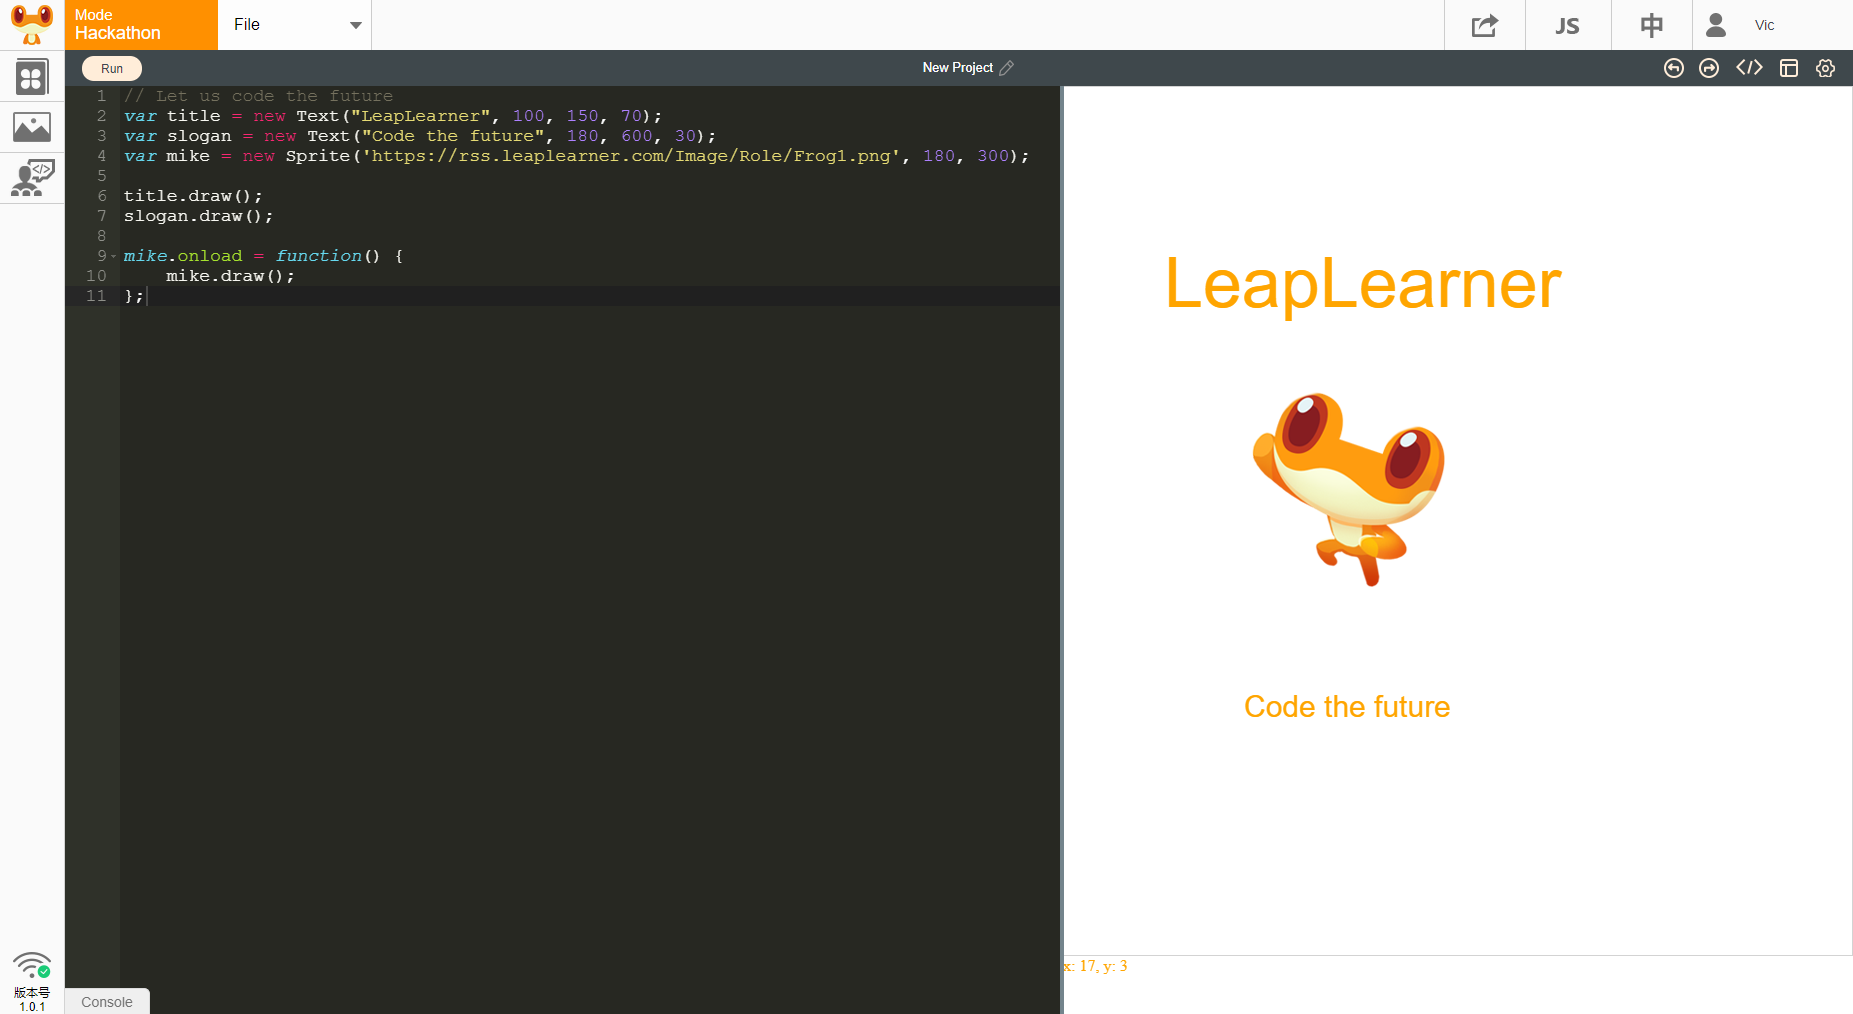 Mode
Hackathon
File
JS
中
Vic
Run
New Project
</>
1 // Let us code the future
2 var title = new Text("LeapLearner", 100, 150, 70);
3 var slogan = new Text("Code the future", 180, 600, 30);
4 var mike = new Sprite('https://rss.leaplearner.com/Image/Role/Frog1.png', 180, 300);
5
6 title.draw();
7 slogan.draw();
8
9 mike.onload = function() {
10     mike.draw();
11 };
LeapLearner
Code the future
x: 17, y: 3
版本号
1.0.1
Console